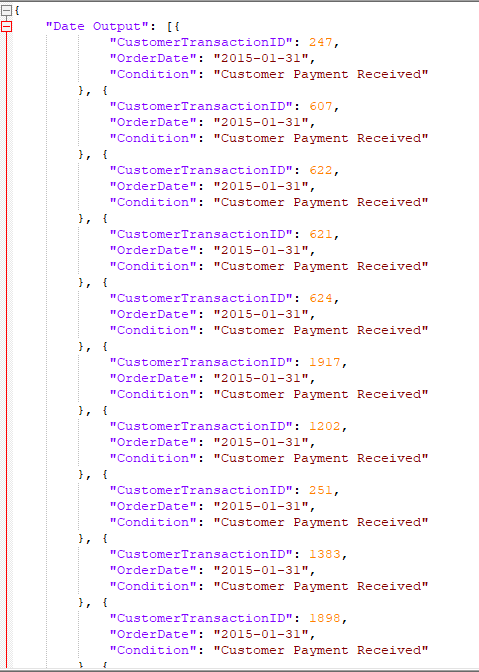 {
"Date Output": [{
"CustomerTransactionID": 247,
"OrderDate": "2015-01-31",
"Condition": "Customer Payment Received"
}, {
"CustomerTransactionID": 607,
"OrderDate": "2015-01-31",
"Condition": "Customer Payment Received"
}, {
"CustomerTransactionID": 622,
"OrderDate": "2015-01-31",
"Condition": "Customer Payment Received"
}, {
"CustomerTransactionID": 621,
"OrderDate": "2015-01-31",
"Condition": "Customer Payment Received"
}, {
"CustomerTransactionID": 624,
"OrderDate": "2015-01-31",
"Condition": "Customer Payment Received"
}, {
"CustomerTransactionID": 1917,
"OrderDate": "2015-01-31",
"Condition": "Customer Payment Received"
}, {
"CustomerTransactionID": 1202,
"OrderDate": "2015-01-31",
"Condition": "Customer Payment Received"
}, {
"CustomerTransactionID": 251,
"OrderDate": "2015-01-31",
"Condition": "Customer Payment Received"
}, {
"CustomerTransactionID": 1383,
"OrderDate": "2015-01-31",
"Condition": "Customer Payment Received"
}, {
"CustomerTransactionID": 1898,
"OrderDate": "2015-01-31",
"Condition": "Customer Payment Received"
}, {